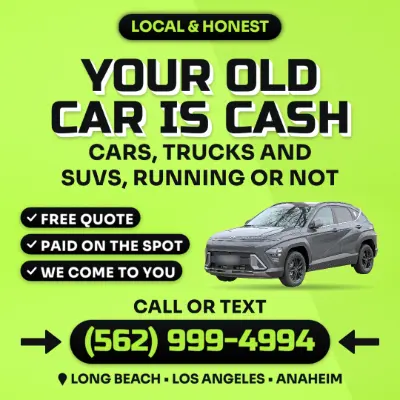 LOCAL & HONEST
YOUR OLD
CAR IS CASH
CARS, TRUCKS AND
SUVS, RUNNING OR NOT
✓ FREE QUOTE
✓ PAID ON THE SPOT
✓ WE COME TO YOU
CALL OR TEXT
(562) 999-4994
LONG BEACH • LOS ANGELES • ANAHEIM